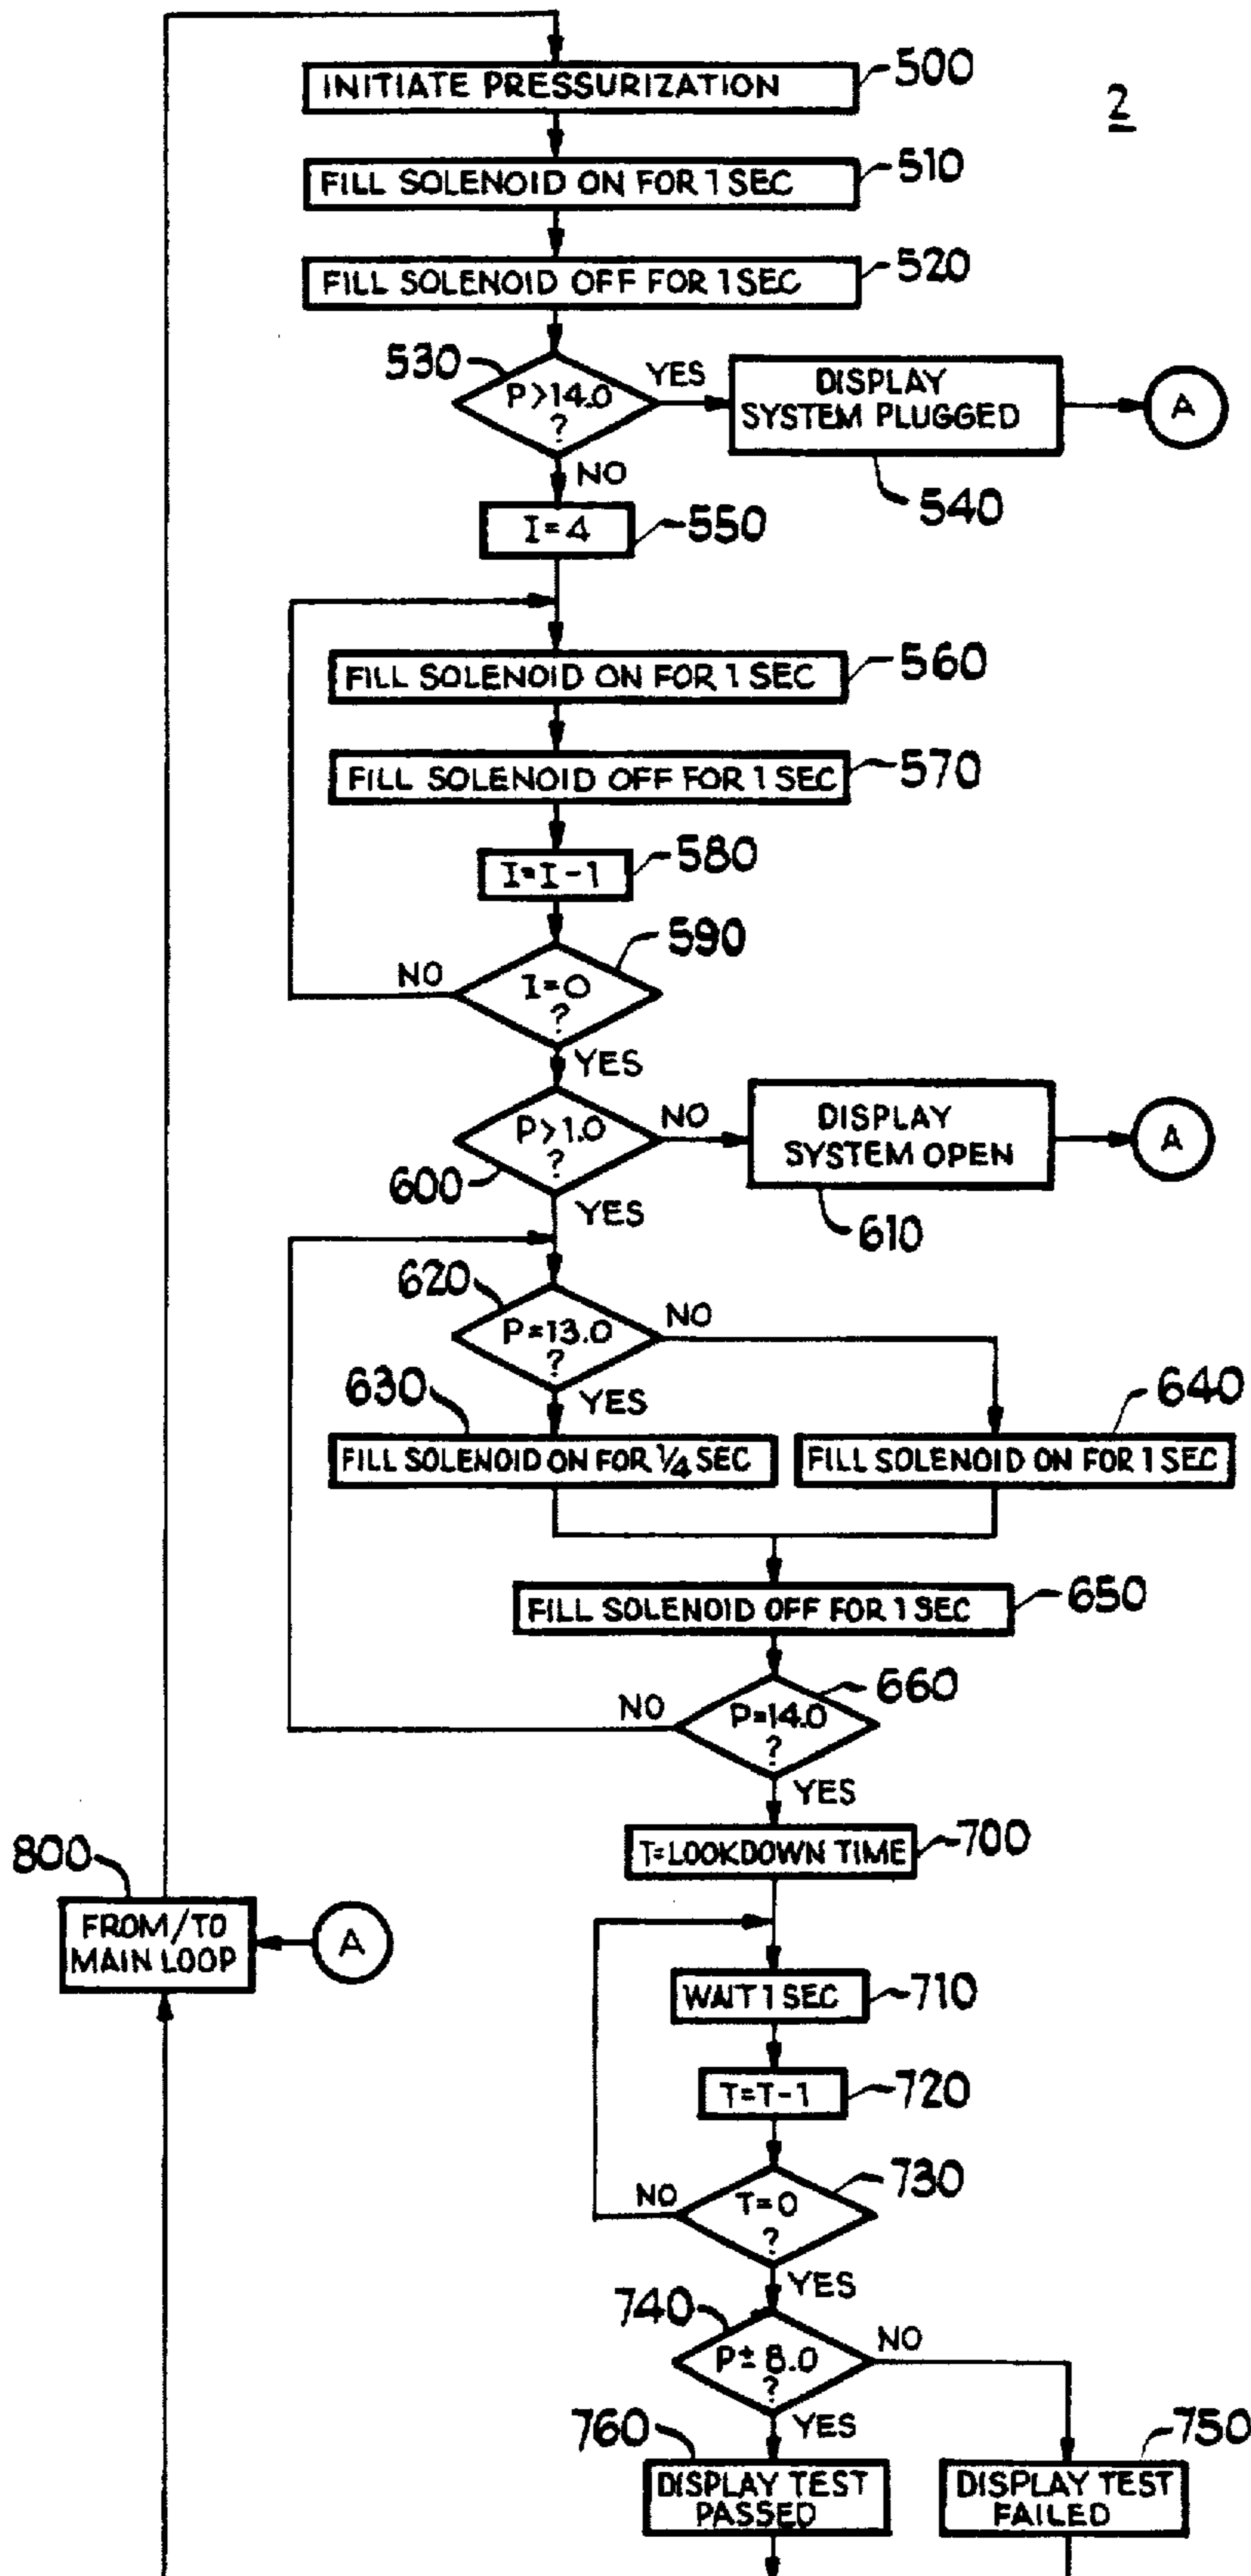 INITIATE PRESSURIZATION
500
2
FILL SOLENOID ON FOR 1 SEC
510
FILL SOLENOID OFF FOR 1 SEC
520
530
P>14.0
?
YES
DISPLAY
SYSTEM PLUGGED
A
540
NO
I=4
550
FILL SOLENOID ON FOR 1 SEC
560
FILL SOLENOID OFF FOR 1 SEC
570
I=I-1
580
590
NO
I=0
?
YES
P>1.0
?
NO
DISPLAY
SYSTEM OPEN
A
600
YES
610
620
P=13.0
?
NO
630
YES
640
FILL SOLENOID ON FOR 1/4 SEC
FILL SOLENOID ON FOR 1 SEC
FILL SOLENOID OFF FOR 1 SEC
650
660
NO
P=14.0
?
YES
T=LOOKDOWN TIME
700
800
FROM/TO
MAIN LOOP
A
WAIT 1 SEC
710
T=T-1
720
730
NO
T=0
?
YES
740
P± 8.0
?
NO
YES
760
750
DISPLAY TEST
PASSED
DISPLAY TEST
FAILED